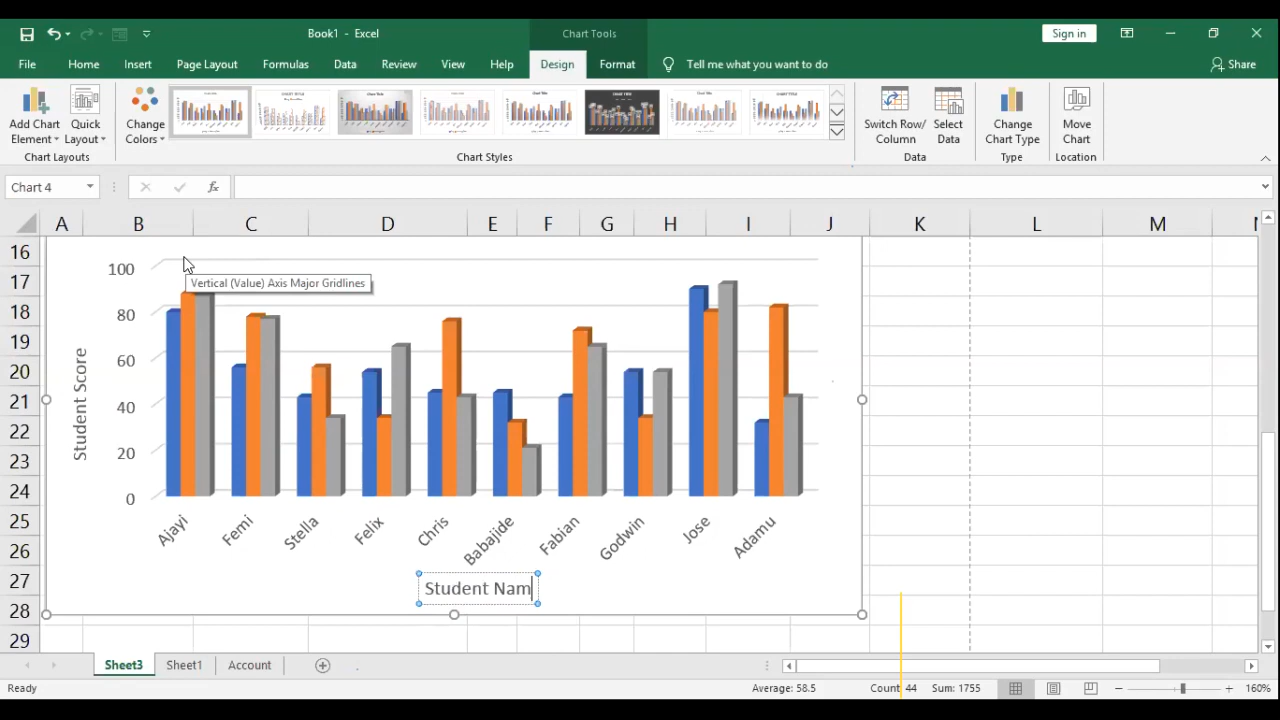 Book1 - Excel
Chart Tools
Sign in
File
Home
Insert
Page Layout
Formulas
Data
Review
View
Help
Design
Format
Tell me what you want to do
Share
Add Chart
Element
Quick
Layout
Change
Colors
Switch Row/
Column
Select
Data
Change
Chart Type
Move
Chart
Chart Layouts
Chart Styles
Data
Type
Location
Chart 4
fx
A B C D E F G H I J K L M
16
17
18
19
20
21
22
23
24
25
26
27
28
29
100
80
60
40
20
0
Vertical (Value) Axis Major Gridlines
Student Score
Ajayi
Femi
Stella
Felix
Chris
Babajide
Fabian
Godwin
Jose
Adamu
Student Nam
Sheet3
Sheet1
Account
Ready
Average: 58.5
Count: 44
Sum: 1755
160%